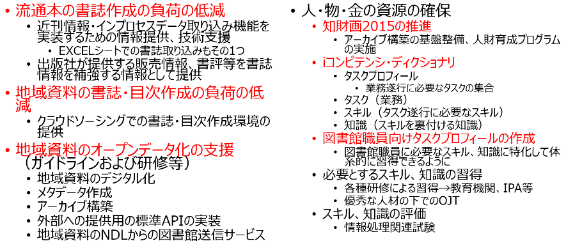 • 流通本の書誌作成の負荷の低減
• 近刊情報・インプロセスデータ取り込み機能を
実装するための情報提供、技術支援
• EXCELシートでの書誌取り込みもその1つ
• 出版社が提供する販売情報、書評等を書誌
情報を補強する情報として提供
• 地域資料の書誌・目次作成の負荷の低
減
• クラウドソーシングでの書誌・目次作成環境の
提供
• 地域資料のオープンデータ化の支援
（ガイドラインおよび研修等）
• 地域資料のデジタル化
• メタデータ作成
• アーカイブ構築
• 外部への提供用の標準APIの実装
• 地域資料のNDLからの図書館送信サービス
• 人・物・金の資源の確保
• 知財画2015の推進
• アーカイブ構築の基盤整備、人財育成プログラム
の実施
• iコンピテンシ・ディクショナリ
• タスクプロフィール
• 業務遂行に必要なタスクの集合
• タスク（業務）
• スキル（タスク遂行に必要なスキル）
• 知識（スキルを裏付ける知識）
• 図書館職員向けタスクプロフィールの作成
• 図書館職員に必要なスキル、知識に特化して体
系的に習得できるように
• 必要とするスキル、知識の習得
• 各種研修による習得→教育機関、IPA等
• 優秀な人材の下でのOJT
• スキル、知識の評価
• 情報処理関連試験